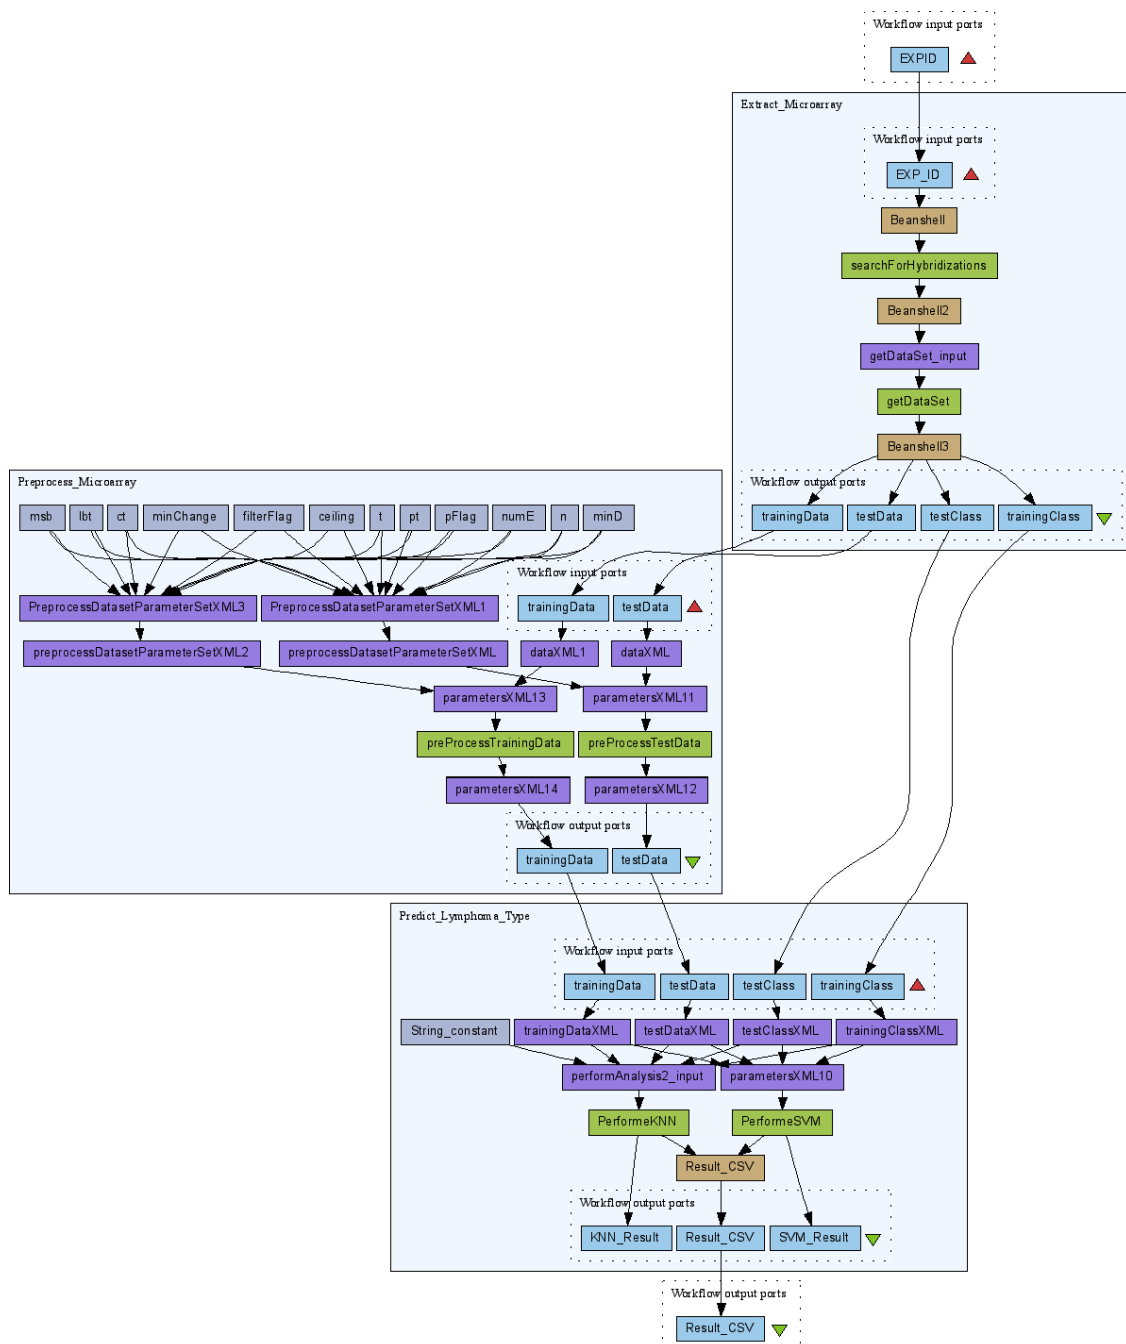 Workflow input ports
EXPID
Extract_Microarray
Workflow input ports
EXP_ID
Beanshell
searchForHybridizations
Beanshell2
getDataSet_input
getDataSet
Beanshell3
Workflow output ports
trainingData testData testClass trainingClass
Preprocess_Microarray
msb lbt ct minChange filterFlag ceiling t pt pFlag numE n minD
Workflow input ports
PreprocessDatasetParameterSetXML3 PreprocessDatasetParameterSetXML1 trainingData testData
preprocessDatasetParameterSetXML2 preprocessDatasetParameterSetXML dataXML1 dataXML
parametersXML13 parametersXML11
preProcessTrainingData preProcessTestData
parametersXML14 parametersXML12
Workflow output ports
trainingData testData
Predict_Lymphoma_Type
Workflow input ports
trainingData testData testClass trainingClass
String_constant trainingDataXML testDataXML testClassXML trainingClassXML
performAnalysis2_input parametersXML10
PerformeKNN PerformeSVM
Result_CSV
Workflow output ports
KNN_Result Result_CSV SVM_Result
Workflow output ports
Result_CSV